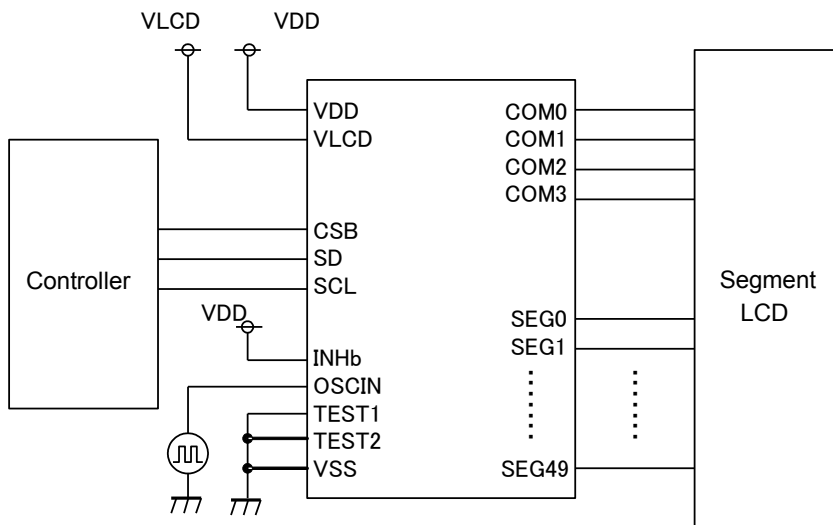 VLCD VDD
VDD
VLCD
COM0
COM1
COM2
COM3
Controller
CSB
SD
SCL
VDD
INHb
OSCIN
TEST1
TEST2
VSS
SEG0
SEG1
SEG49
Segment
LCD